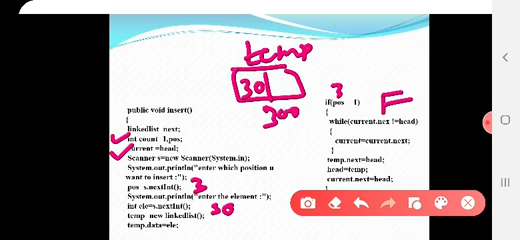 temp
30
300
public void insert()
{
linkedlist next;
int count 1,pos;
urrent =head;
Scanner s=new Scanner(System.in);
System.out.println("enter which position u
want to insert :");
pos s.nextInt(); 3
System.out.println("enter the element :");
int ele=s.nextInt(); 30
temp new linkedlist();
temp.data=ele;
3
if(pos 1) F
{
while(current.nex !=head)
{
current=current.nex;
}
temp.next=head;
head=temp;
current.next=head;